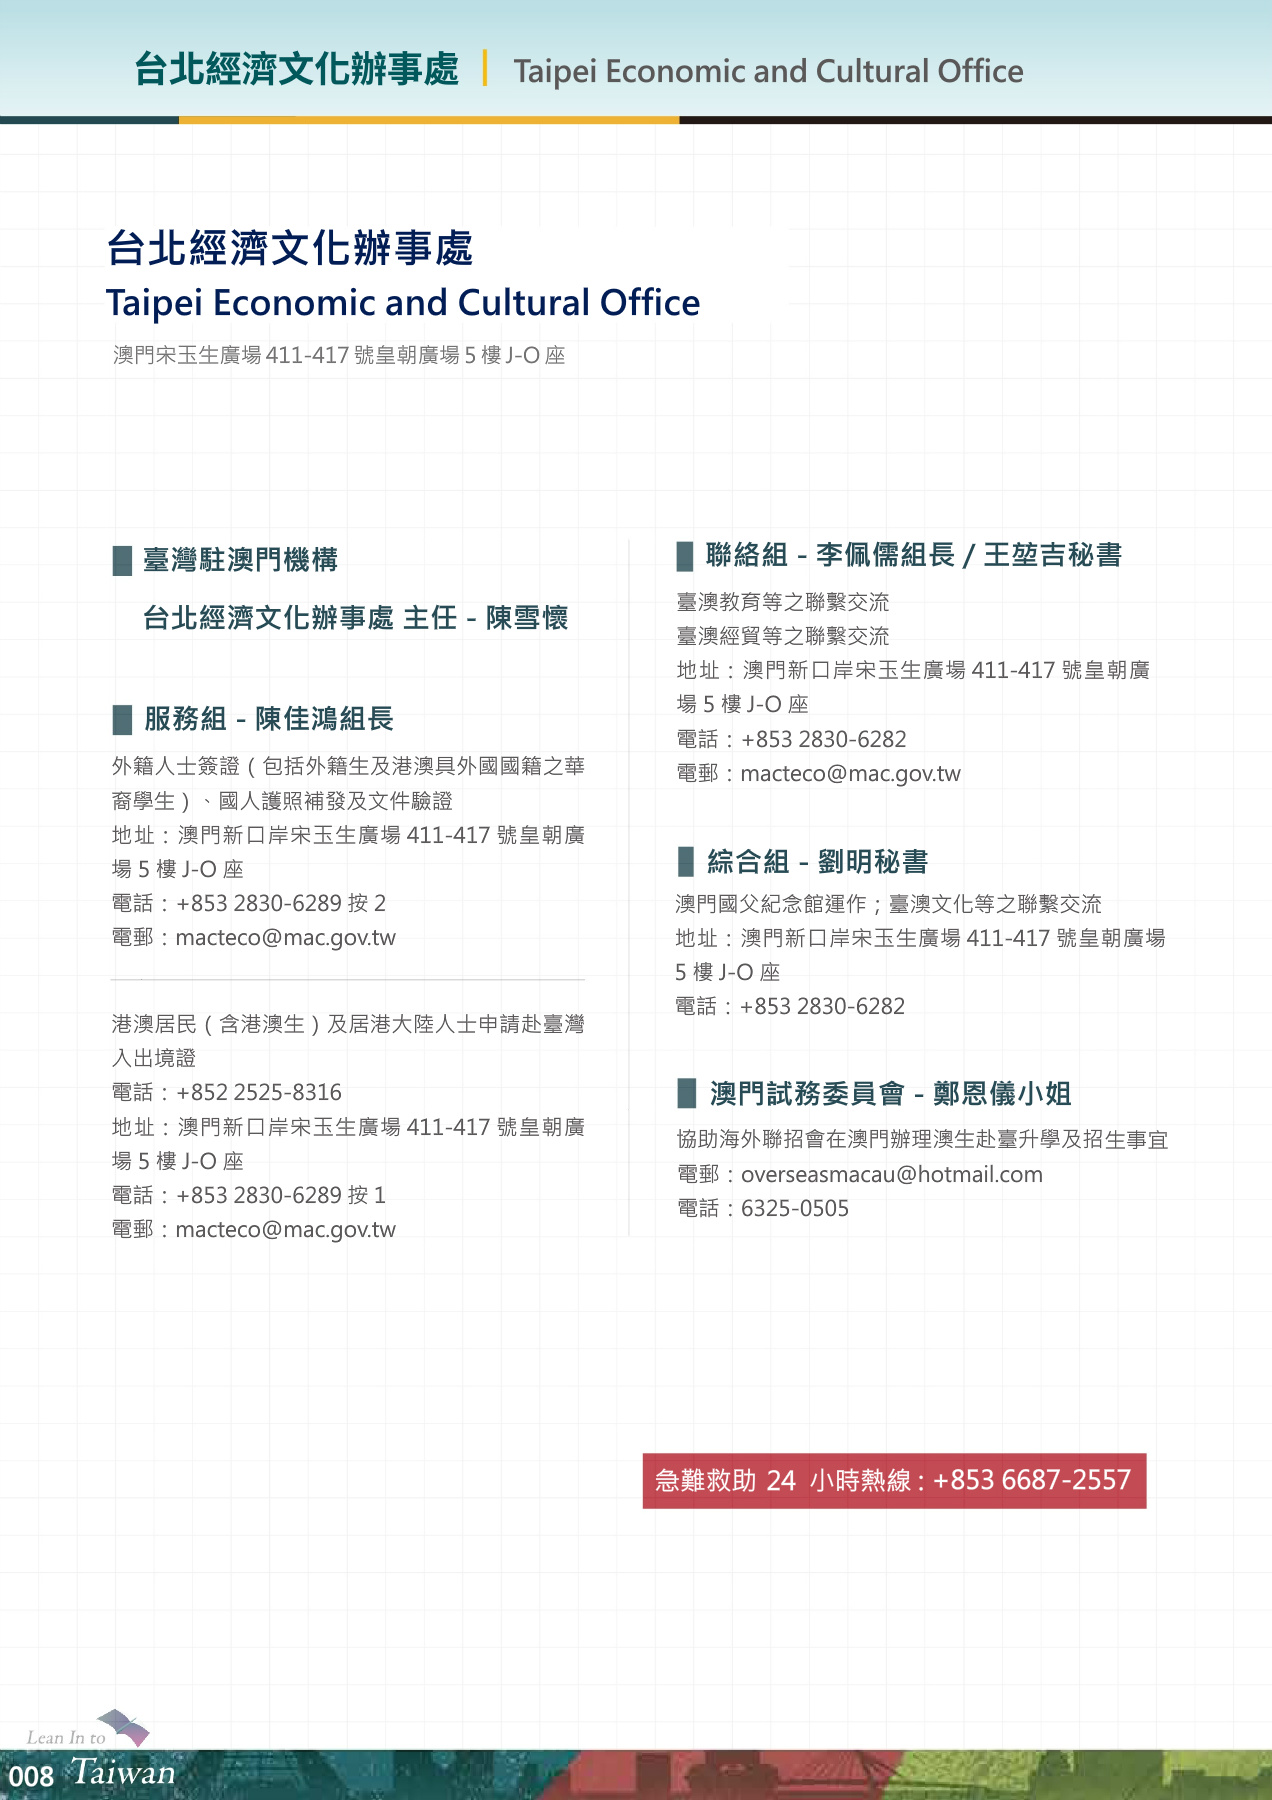 台北經濟文化辦事處 | Taipei Economic and Cultural Office
台北經濟文化辦事處
Taipei Economic and Cultural Office
澳門宋玉生廣場 411-417 號皇朝廣場 5 樓 J-O 座
臺灣駐澳門機構
台北經濟文化辦事處 主任 - 陳雪懷
服務組 - 陳佳鴻組長
外籍人士簽證（包括外籍生及港澳具外國國籍之華
裔學生）、國人護照補發及文件驗證
地址：澳門新口岸宋玉生廣場 411-417 號皇朝廣
場 5 樓 J-O 座
電話：+853 2830-6289 按 2
電郵：macteco@mac.gov.tw
港澳居民（含港澳生）及居港大陸人士申請赴臺灣
入出境證
電話：+852 2525-8316
地址：澳門新口岸宋玉生廣場 411-417 號皇朝廣
場 5 樓 J-O 座
電話：+853 2830-6289 按 1
電郵：macteco@mac.gov.tw
聯絡組 - 李佩儒組長 / 王堃吉秘書
臺澳教育等之聯繫交流
臺澳經貿等之聯繫交流
地址：澳門新口岸宋玉生廣場 411-417 號皇朝廣
場 5 樓 J-O 座
電話：+853 2830-6282
電郵：macteco@mac.gov.tw
綜合組 - 劉明秘書
澳門國父紀念館運作；臺澳文化等之聯繫交流
地址：澳門新口岸宋玉生廣場 411-417 號皇朝廣場
5 樓 J-O 座
電話：+853 2830-6282
澳門試務委員會 - 鄭恩儀小姐
協助海外聯招會在澳門辦理澳生赴臺升學及招生事宜
電郵：overseasmacau@hotmail.com
電話：6325-0505
急難救助 24 小時熱線：+853 6687-2557
Lean In to
008 Taiwan